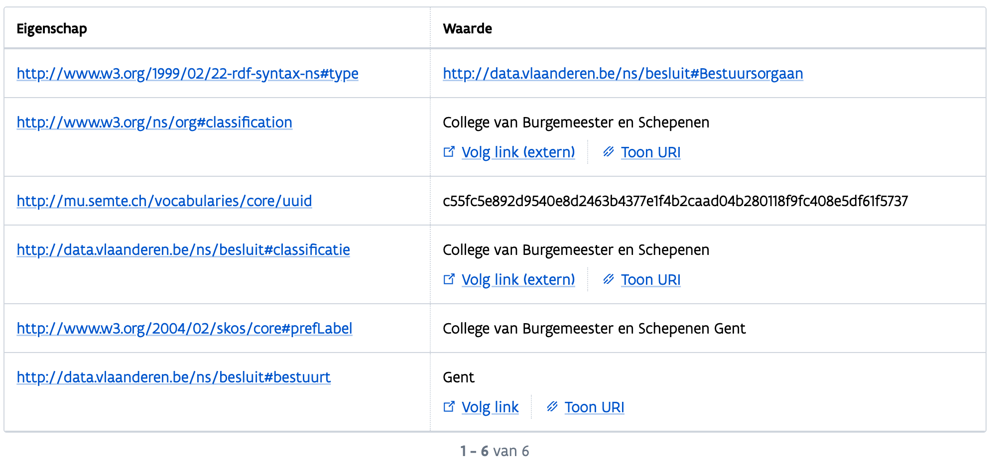 Eigenschap Waarde
http://www.w3.org/1999/02/22-rdf-syntax-ns#type http://data.vlaanderen.be/ns/besluit#Bestuursorgaan
http://www.w3.org/ns/org#classification College van Burgemeester en Schepenen
Volg link (extern) Toon URI
http://mu.semte.ch/vocabularies/core/uuid c55fc5e892d9540e8d2463b4377e1f4b2caad04b280118f9fc408e5df61f5737
http://data.vlaanderen.be/ns/besluit#classificatie College van Burgemeester en Schepenen
Volg link (extern) Toon URI
http://www.w3.org/2004/02/skos/core#prefLabel College van Burgemeester en Schepenen Gent
http://data.vlaanderen.be/ns/besluit#bestuurt Gent
Volg link Toon URI
1 – 6 van 6